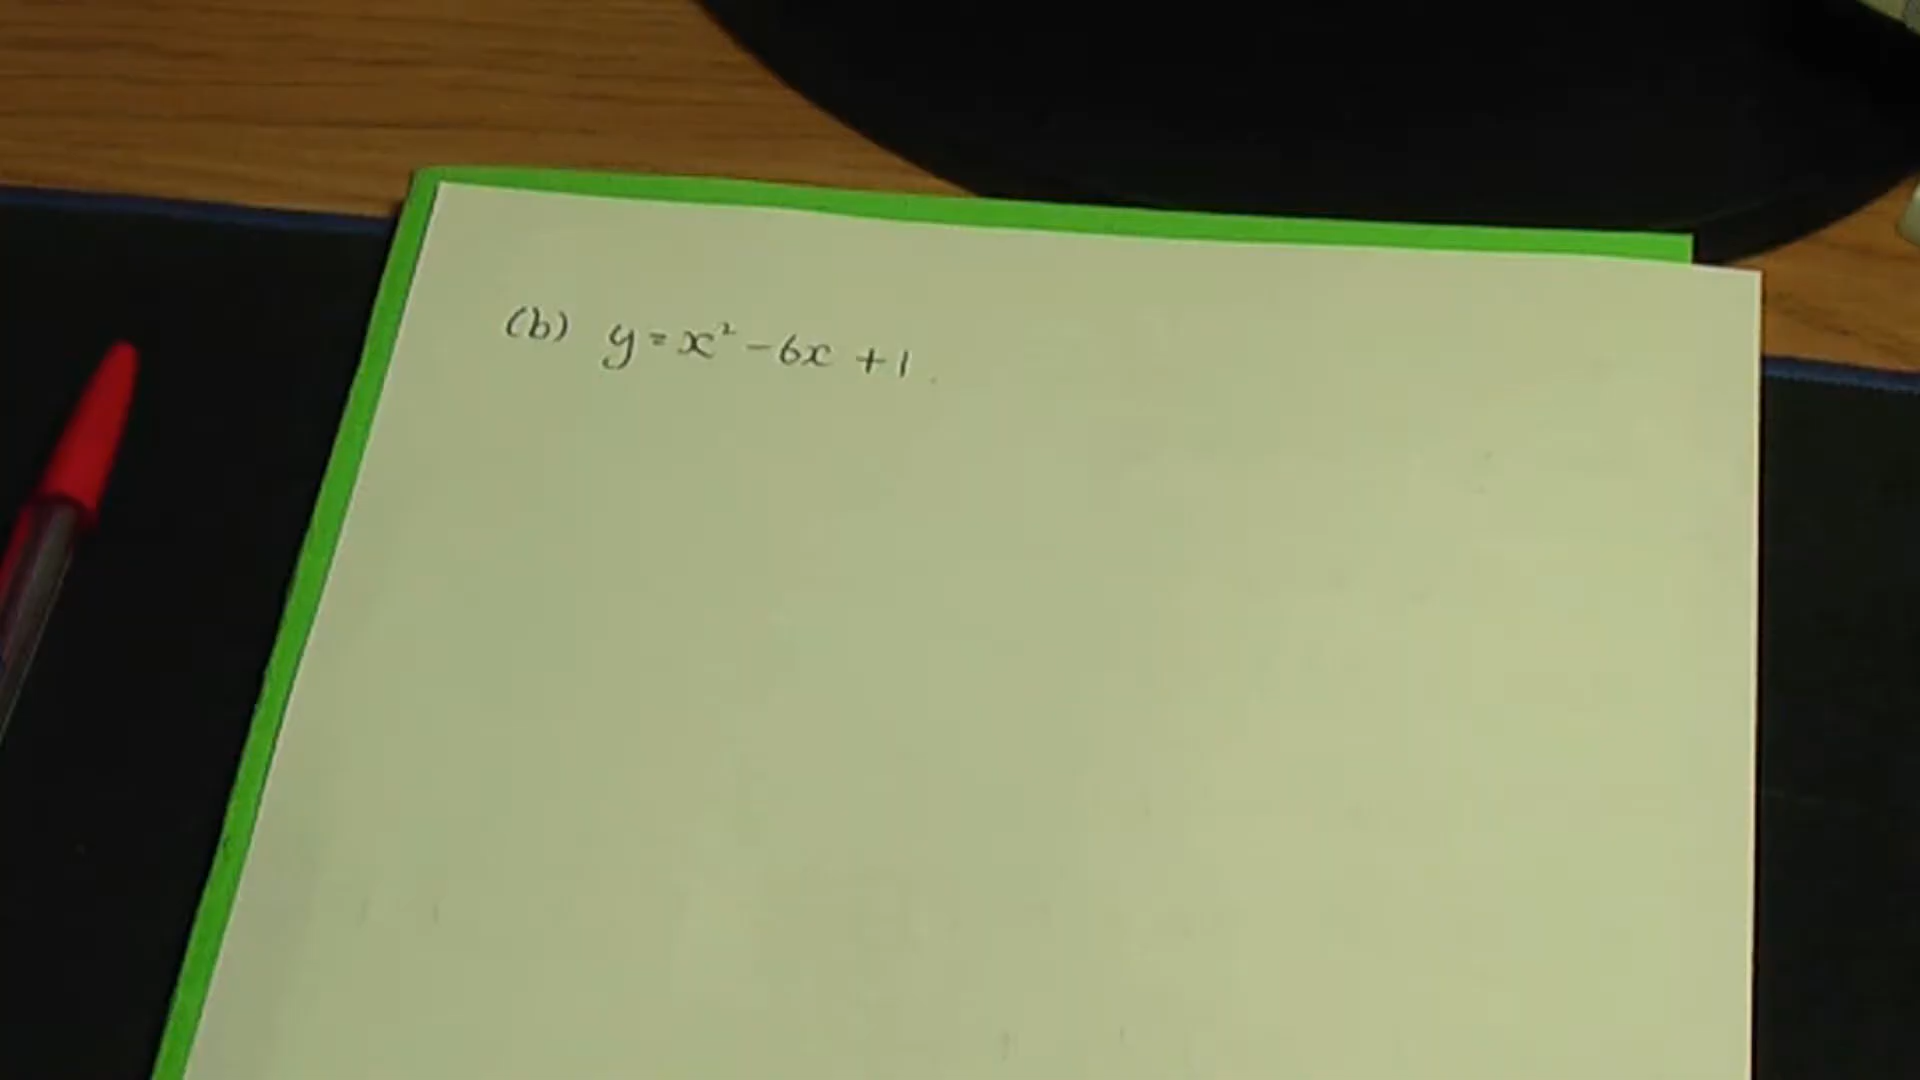 (b) y = x² - 6x + 1